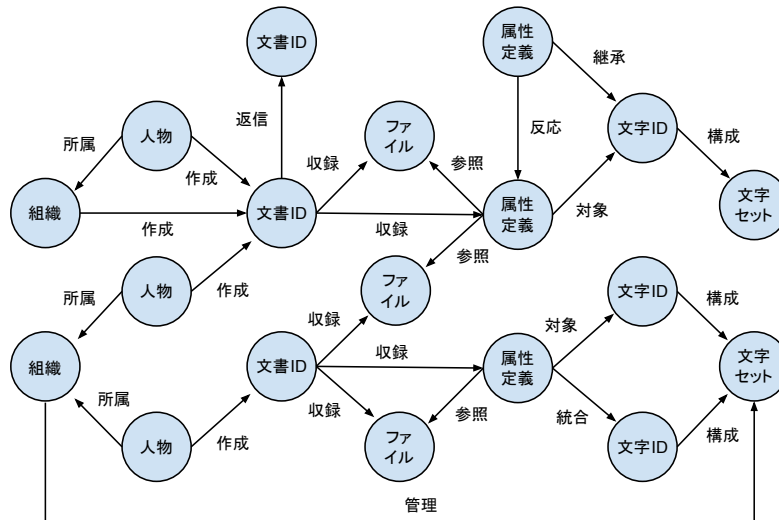 文書ID
属性
定義
継承
返信
人物
所属
作成
ファ
イル
反応
文字ID
構成
収録
参照
組織
作成
文書ID
収録
属性
定義
対象
文字
セット
参照
所属
人物
作成
ファ
イル
文字ID
構成
対象
収録
収録
組織
文書ID
属性
定義
文字
セット
所属
収録
参照
統合
構成
人物
作成
ファ
イル
文字ID
管理